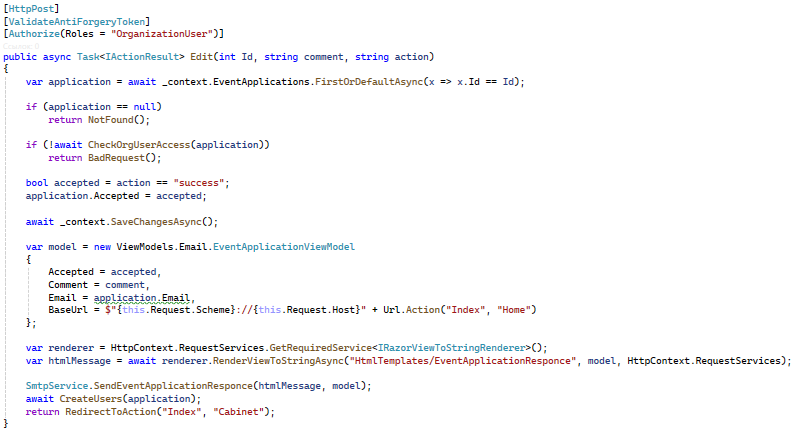 [HttpPost]
[ValidateAntiForgeryToken]
[Authorize(Roles = "OrganizationUser")]
public async Task<IActionResult> Edit(int Id, string comment, string action)
{
    var application = await _context.EventApplications.FirstOrDefaultAsync(x => x.Id == Id);
    if (application == null)
        return NotFound();
    if (!await CheckOrgUserAccess(application))
        return BadRequest();
    bool accepted = action == "success";
    application.Accepted = accepted;
    await _context.SaveChangesAsync();
    var model = new ViewModels.Email.EventApplicationViewModel
    {
        Accepted = accepted,
        Comment = comment,
        Email = application.Email,
        BaseUrl = $"{this.Request.Scheme}://{this.Request.Host}" + Url.Action("Index", "Home")
    };
    var renderer = HttpContext.RequestServices.GetRequiredService<IRazorViewToStringRenderer>();
    var htmlMessage = await renderer.RenderViewToStringAsync("HtmlTemplates/EventApplicationResponce", model, HttpContext.RequestServices);
    SmtpService.SendEventApplicationResponce(htmlMessage, model);
    await CreateUsers(application);
    return RedirectToAction("Index", "Cabinet");
}